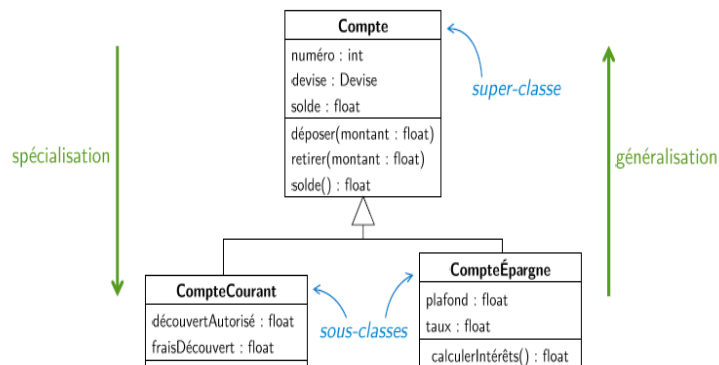 Compte
numéro : int
devise : Devise
solde : float
déposer(montant : float)
retirer(montant : float)
solde() : float
super-classe
spécialisation
généralisation
CompteCourant
découvertAutorisé : float
fraisDécouvert : float
sous-classes
CompteÉpargne
plafond : float
taux : float
calculerIntérêts() : float